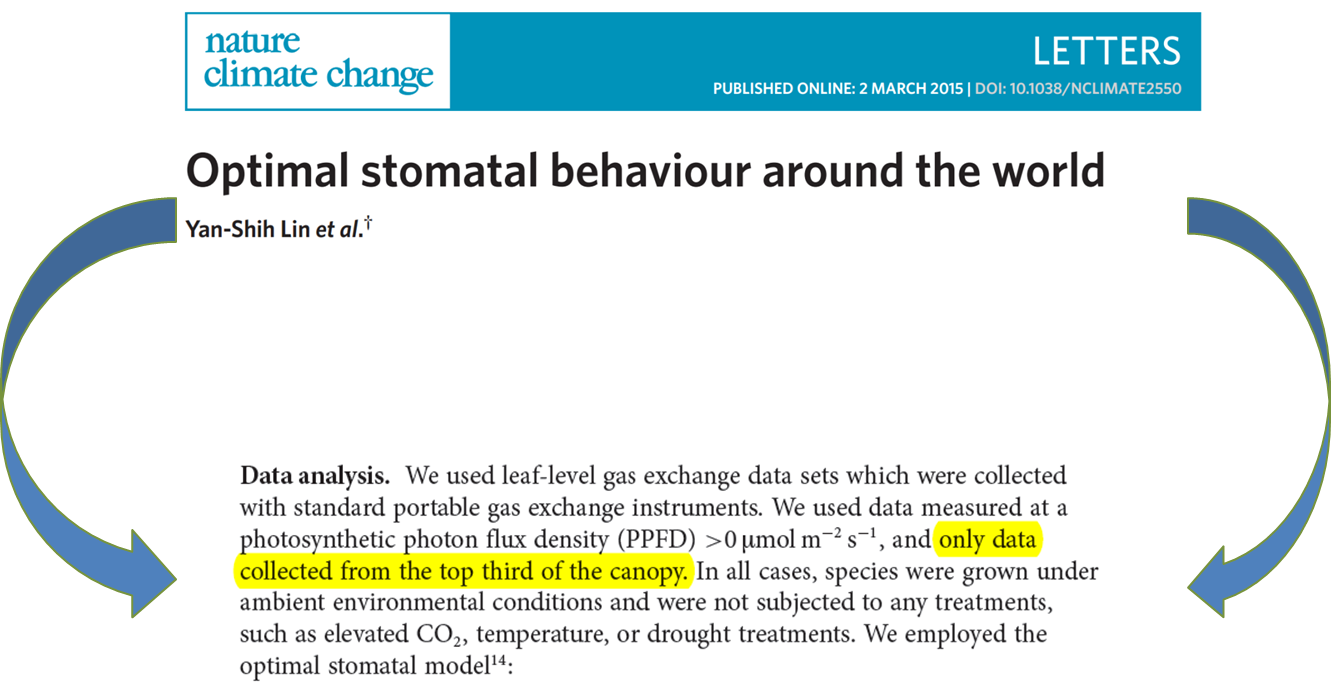 nature
climate change
LETTERS
PUBLISHED ONLINE: 2 MARCH 2015 | DOI: 10.1038/NCLIMATE2550
Optimal stomatal behaviour around the world
Yan-Shih Lin et al.†
Data analysis. We used leaf-level gas exchange data sets which were collected
with standard portable gas exchange instruments. We used data measured at a
photosynthetic photon flux density (PPFD) >0 μmol m⁻² s⁻¹, and only data
collected from the top third of the canopy. In all cases, species were grown under
ambient environmental conditions and were not subjected to any treatments,
such as elevated CO₂, temperature, or drought treatments. We employed the
optimal stomatal model¹⁴: